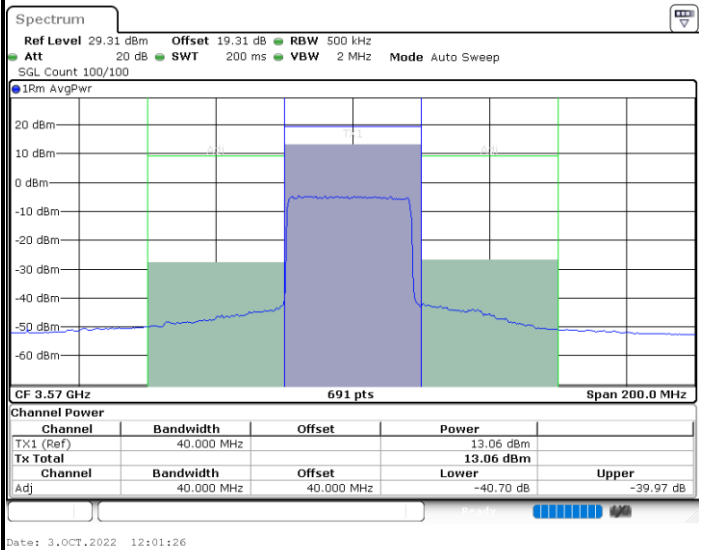 Spectrum
Ref Level 29.31 dBm Offset 19.31 dB RBW 500 kHz
Att 20 dB SWT 200 ms VBW 2 MHz Mode Auto Sweep
SGL Count 100/100
1Rm AvgPwr
20 dBm
TX1
10 dBm
Adj
Adj
0 dBm
-10 dBm
-20 dBm
-30 dBm
-40 dBm
-50 dBm
-60 dBm
CF 3.57 GHz 691 pts Span 200.0 MHz
Channel Power
Channel Bandwidth Offset Power
TX1 (Ref) 40.000 MHz 13.06 dBm
Tx Total 13.06 dBm
Channel Bandwidth Offset Lower Upper
Adj 40.000 MHz 40.000 MHz -40.70 dB -39.97 dB
Ready
Date: 3.OCT.2022 12:01:26